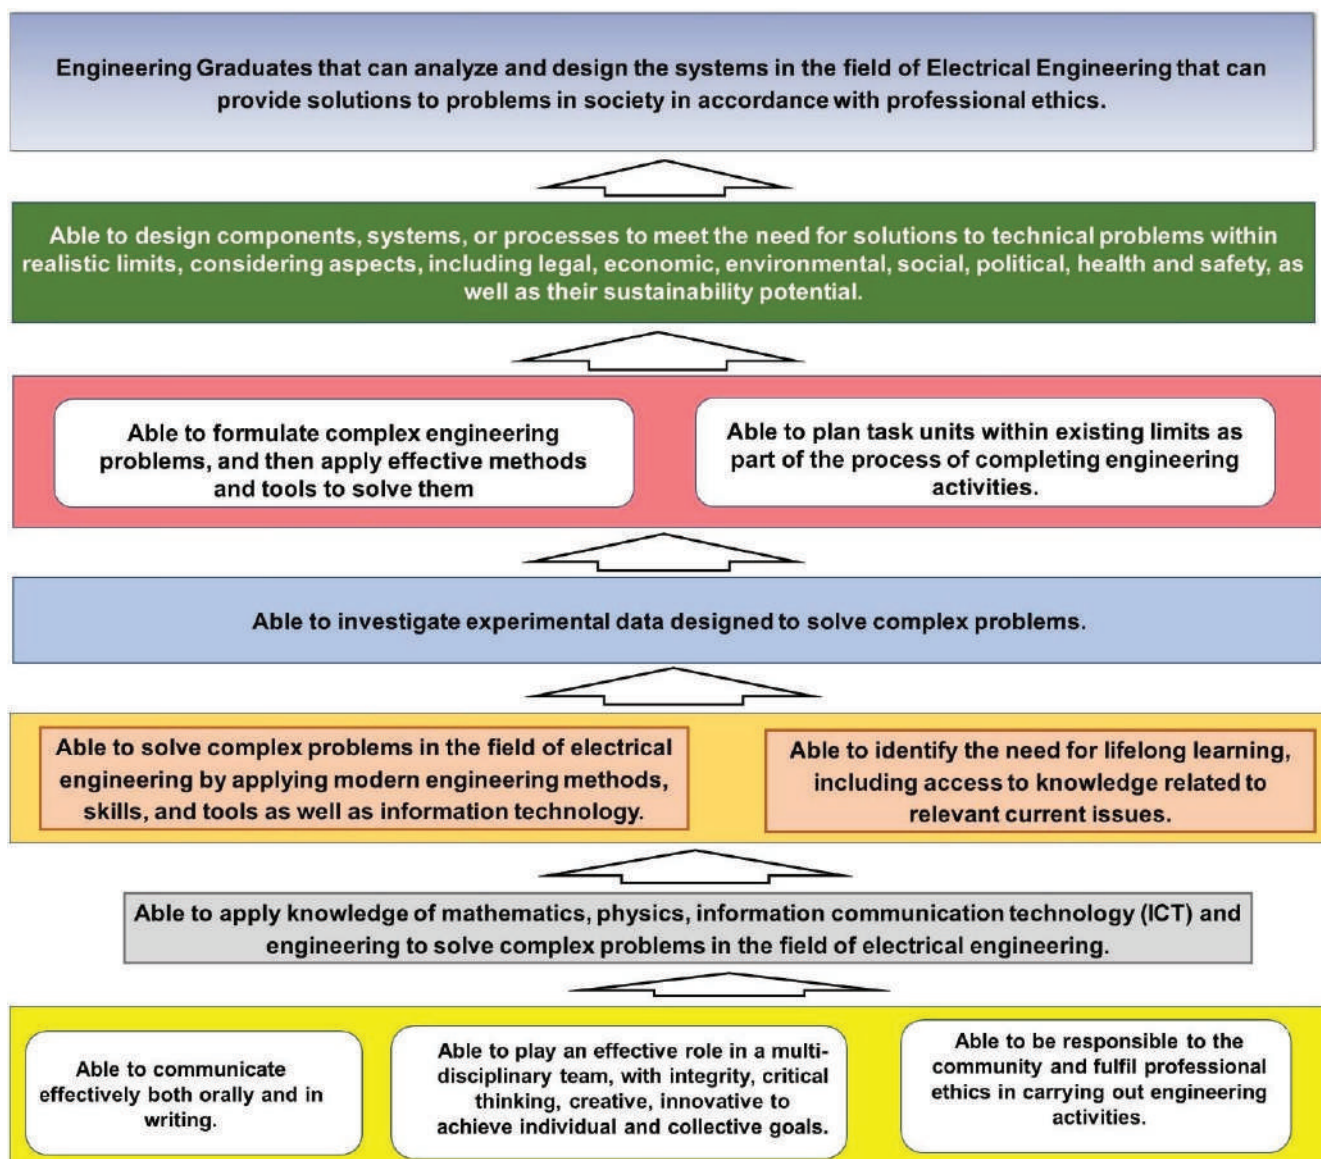 Engineering Graduates that can analyze and design the systems in the field of Electrical Engineering that can
provide solutions to problems in society in accordance with professional ethics.
Able to design components, systems, or processes to meet the need for solutions to technical problems within
realistic limits, considering aspects, including legal, economic, environmental, social, political, health and safety, as
well as their sustainability potential.
Able to formulate complex engineering
problems, and then apply effective methods
and tools to solve them
Able to plan task units within existing limits as
part of the process of completing engineering
activities.
Able to investigate experimental data designed to solve complex problems.
Able to solve complex problems in the field of electrical
engineering by applying modern engineering methods,
skills, and tools as well as information technology.
Able to identify the need for lifelong learning,
including access to knowledge related to
relevant current issues.
Able to apply knowledge of mathematics, physics, information communication technology (ICT) and
engineering to solve complex problems in the field of electrical engineering.
Able to communicate
effectively both orally and in
writing.
Able to play an effective role in a multi-
disciplinary team, with integrity, critical
thinking, creative, innovative to
achieve individual and collective goals.
Able to be responsible to the
community and fulfil professional
ethics in carrying out engineering
activities.